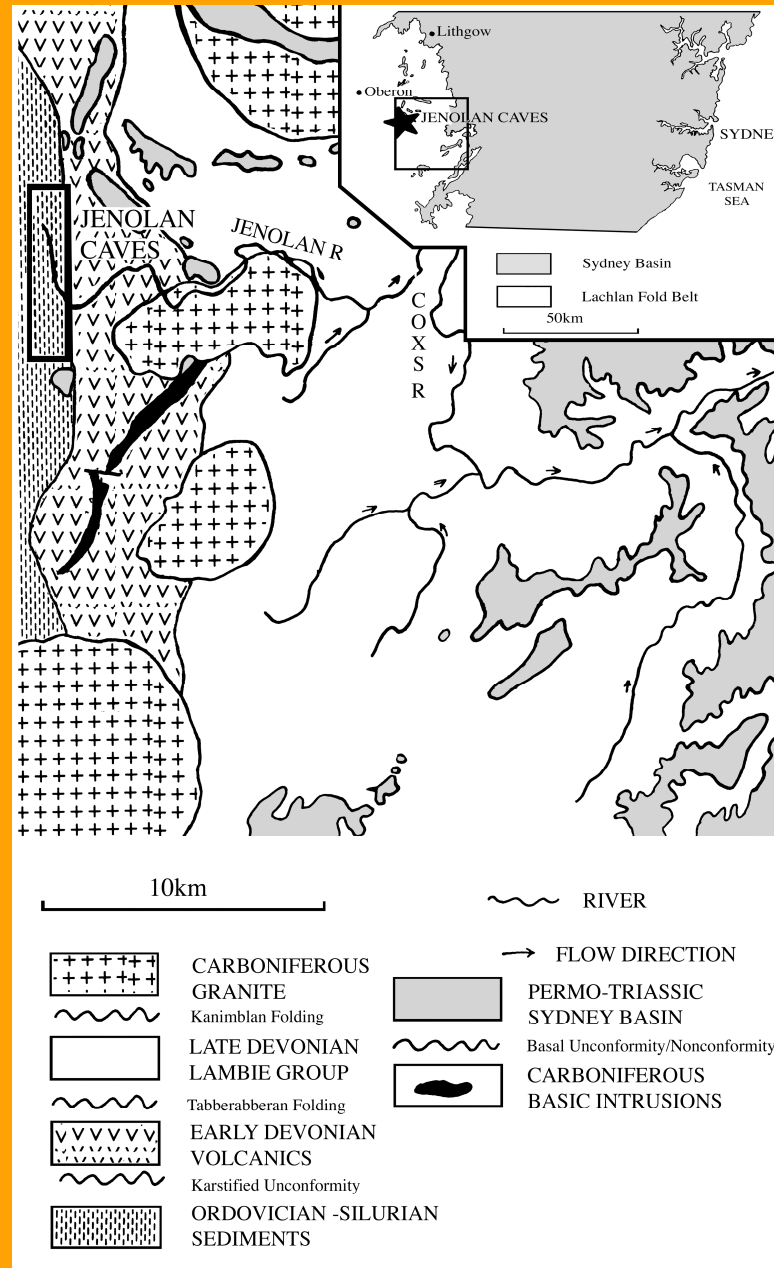 Lithgow
Oberon
JENOLAN CAVES
SYDNE
TASMAN
SEA
Sydney Basin
Lachlan Fold Belt
50km
JENOLAN
CAVES
JENOLAN R
COXS R
10km
RIVER
FLOW DIRECTION
CARBONIFEROUS
GRANITE
Kanimblan Folding
LATE DEVONIAN
LAMBIE GROUP
Tabberabberan Folding
EARLY DEVONIAN
VOLCANICS
Karstified Unconformity
ORDOVICIAN -SILURIAN
SEDIMENTS
PERMO-TRIASSIC
SYDNEY BASIN
Basal Unconformity/Nonconformity
CARBONIFEROUS
BASIC INTRUSIONS